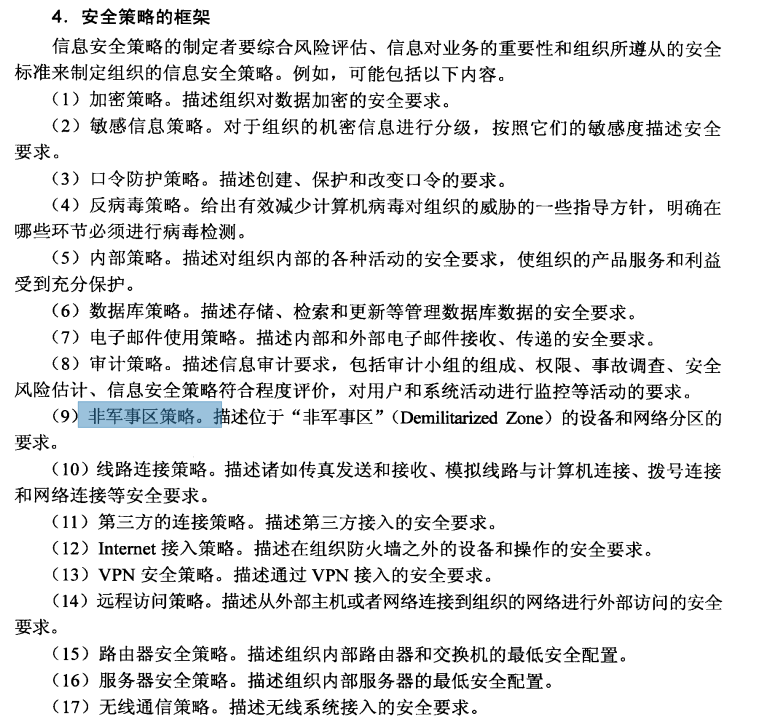 4．安全策略的框架
信息安全策略的制定者要综合风险评估、信息对业务的重要性和组织所遵从的安全
标准来制定组织的信息安全策略。例如，可能包括以下内容。
（1）加密策略。描述组织对数据加密的安全要求。
（2）敏感信息策略。对于组织的机密信息进行分级，按照它们的敏感度描述安全
要求。
（3）口令防护策略。描述创建、保护和改变口令的要求。
（4）反病毒策略。给出有效减少计算机病毒对组织的威胁的一些指导方针，明确在
哪些环节必须进行病毒检测。
（5）内部策略。描述对组织内部的各种活动的安全要求，使组织的产品服务和利益
受到充分保护。
（6）数据库策略。描述存储、检索和更新等管理数据库数据的安全要求。
（7）电子邮件使用策略。描述内部和外部电子邮件接收、传递的安全要求。
（8）审计策略。描述信息审计要求，包括审计小组的组成、权限、事故调查、安全
风险估计、信息安全策略符合程度评价，对用户和系统活动进行监控等活动的要求。
（9）非军事区策略。描述位于“非军事区”（Demilitarized Zone）的设备和网络分区的
要求。
（10）线路连接策略。描述诸如传真发送和接收、模拟线路与计算机连接、拨号连接
和网络连接等安全要求。
（11）第三方的连接策略。描述第三方接入的安全要求。
（12）Internet 接入策略。描述在组织防火墙之外的设备和操作的安全要求。
（13）VPN 安全策略。描述通过 VPN 接入的安全要求。
（14）远程访问策略。描述从外部主机或者网络连接到组织的网络进行外部访问的安全
要求。
（15）路由器安全策略。描述组织内部路由器和交换机的最低安全配置。
（16）服务器安全策略。描述组织内部服务器的最低安全配置。
（17）无线通信策略。描述无线系统接入的安全要求。